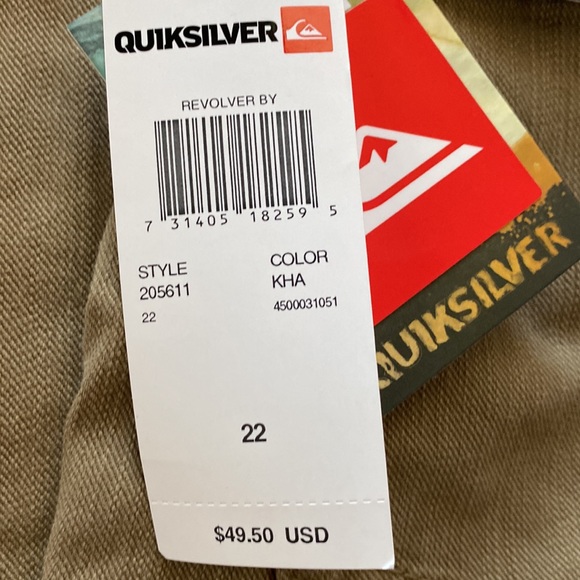 QUIKSILVER
REVOLVER BY
7 31405 18259 5
STYLE
205611
22
COLOR
KHA
4500031051
22
$49.50 USD
QUIKSILVER